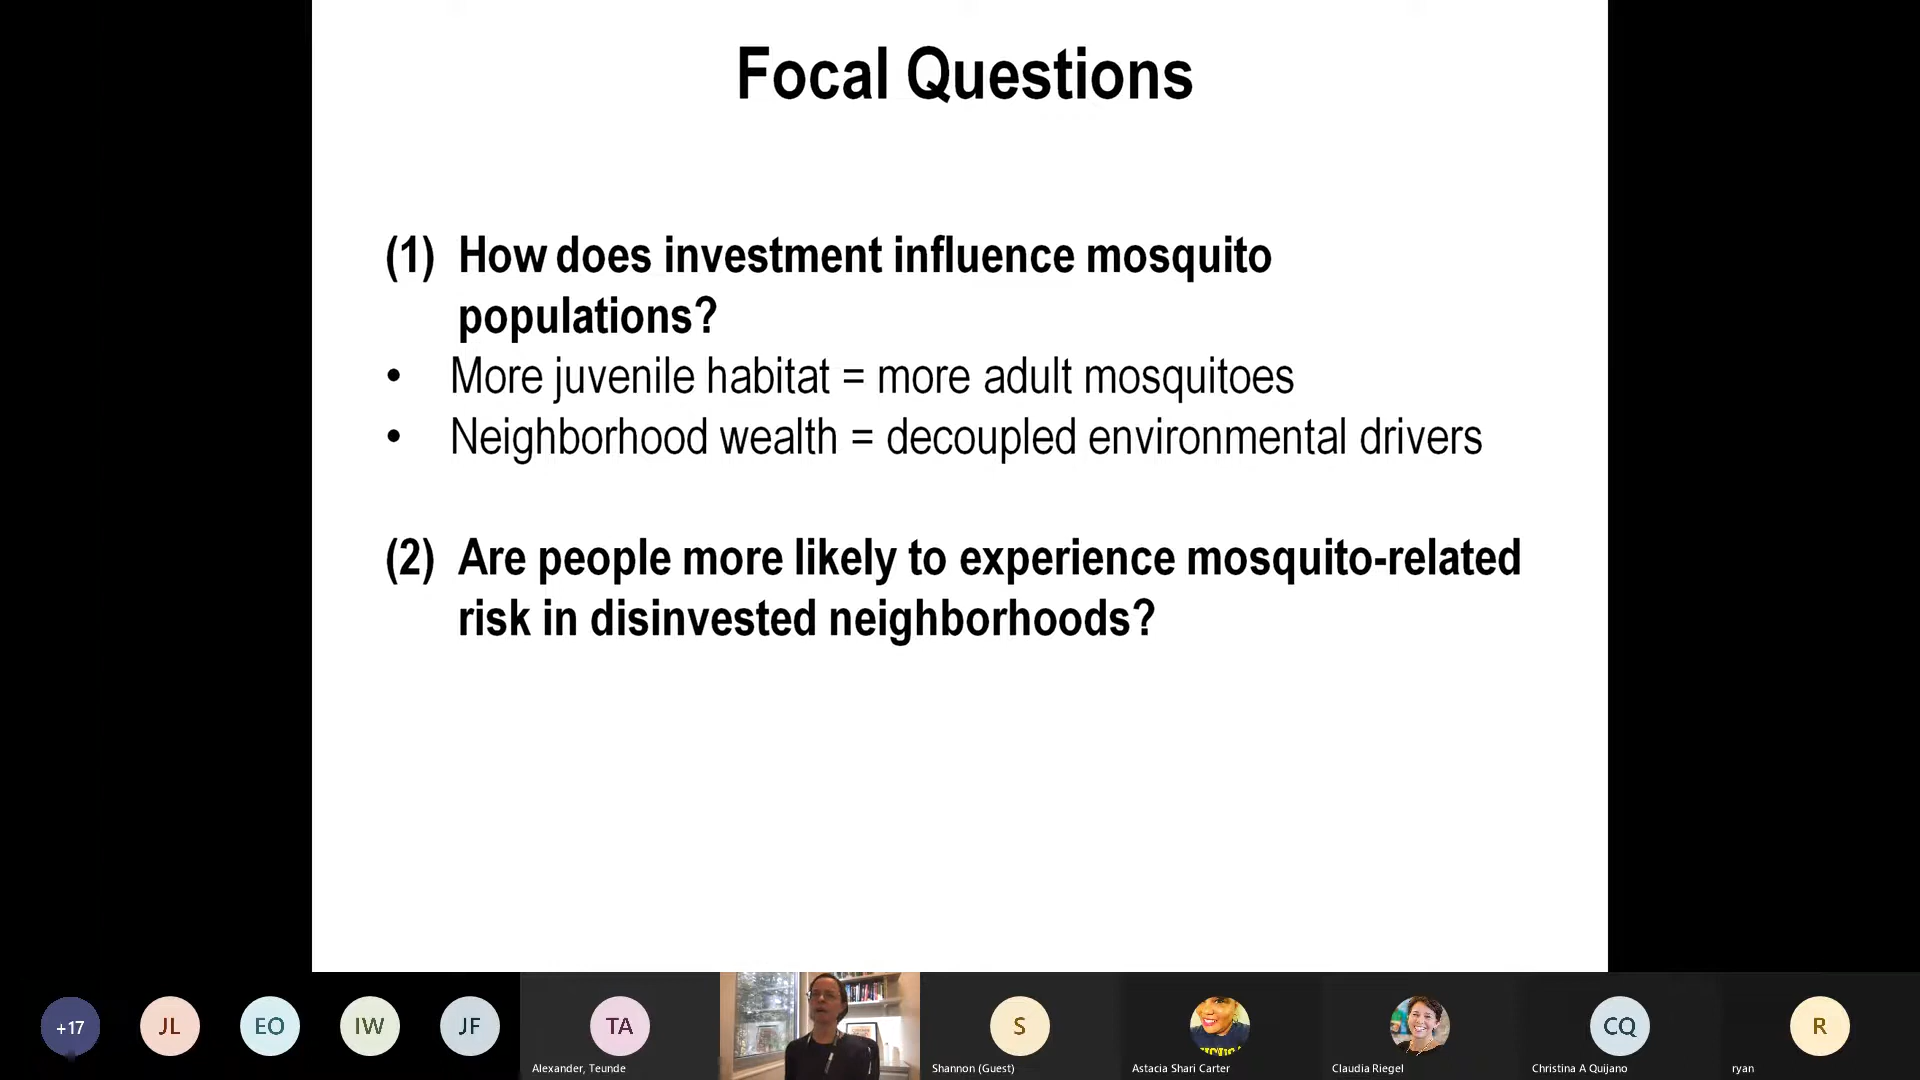 Focal Questions
(1) How does investment influence mosquito
populations?
• More juvenile habitat = more adult mosquitoes
• Neighborhood wealth = decoupled environmental drivers
(2) Are people more likely to experience mosquito-related
risk in disinvested neighborhoods?
+17
JL
EO
IW
JF
TA
S
CQ
R
Alexander, Teunde
Shannon (Guest)
Astacia Shari Carter
Claudia Riegel
Christina A Quijano
ryan